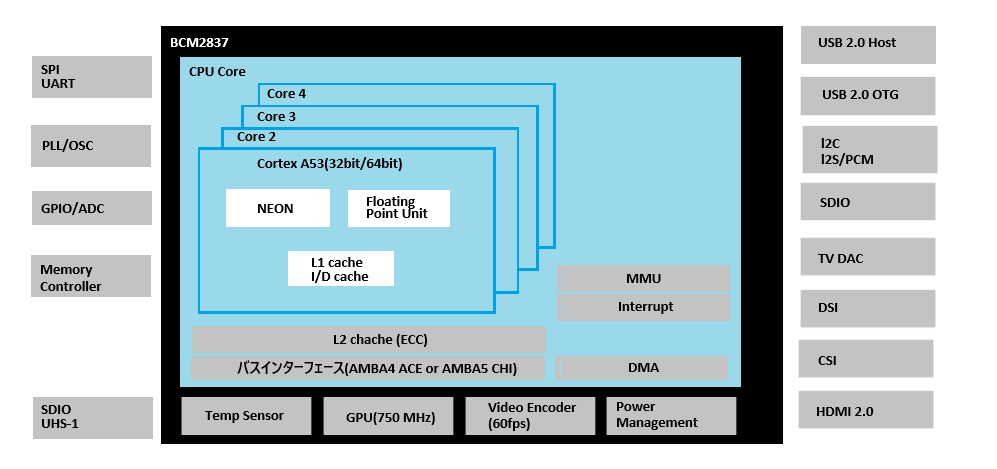 BCM2837
CPU Core
Core 4
Core 3
Core 2
Cortex A53(32bit/64bit)
NEON
Floating
Point Unit
L1 cache
I/D cache
MMU
Interrupt
L2 chache (ECC)
バスインターフェース(AMBA4 ACE or AMBA5 CHI)
DMA
Temp Sensor
GPU(750 MHz)
Video Encoder
(60fps)
Power
Management
SPI
UART
PLL/OSC
GPIO/ADC
Memory
Controller
SDIO
UHS-1
USB 2.0 Host
USB 2.0 OTG
I2C
I2S/PCM
SDIO
TV DAC
DSI
CSI
HDMI 2.0